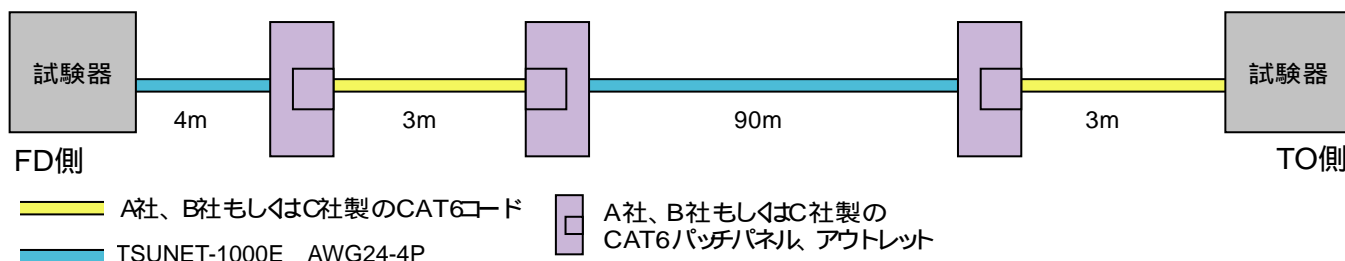 試験器
試験器
4m
3m
90m
3m
FD側
TO側
A社、B社もしくはC社製のCAT6コード
A社、B社もしくはC社製の
CAT6パッチパネル、アウトレット
TSUNET-1000E AWG24-4P